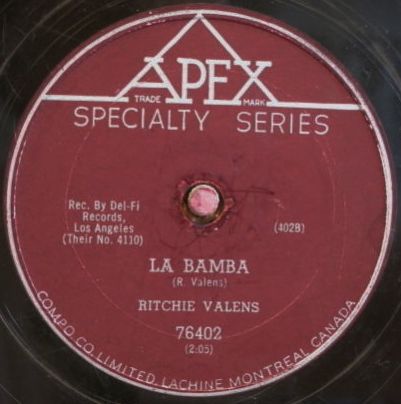 APEX
TRADE MARK
SPECIALTY SERIES
Rec. By Del-Fi
Records,
Los Angeles
(Their No. 4110)
(402B)
LA BAMBA
(R. Valens)
RITCHIE VALENS
76402
(2:05)
COMPO CO. LIMITED, LACHINE MONTREAL CANADA